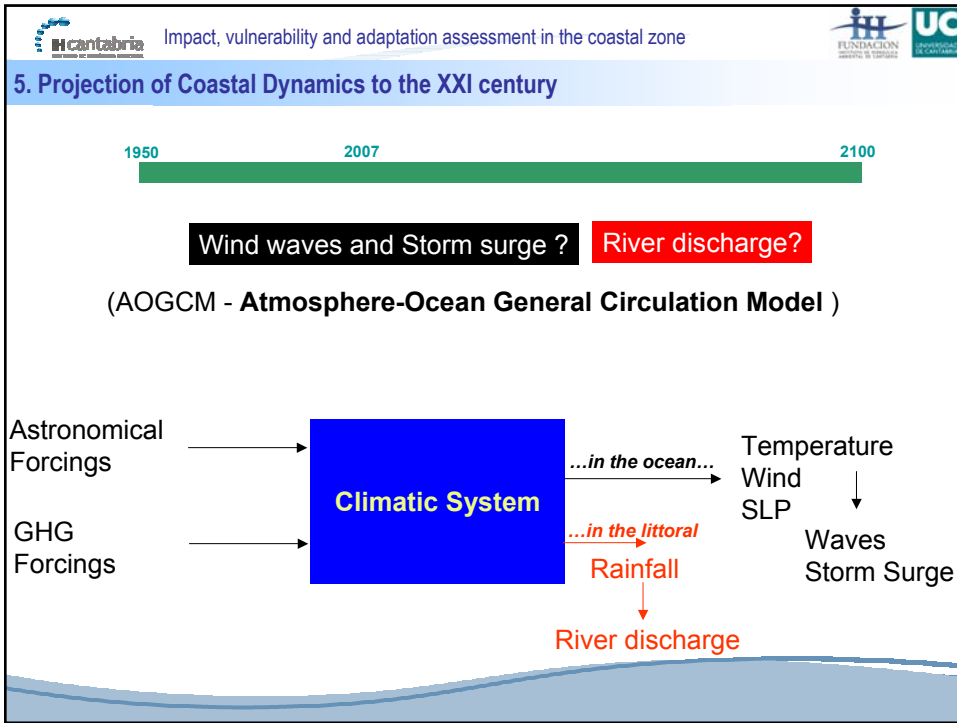 IHcantabria
Impact, vulnerability and adaptation assessment in the coastal zone
FUNDACION
UC
UNIVERSIDAD
DE CANTABRIA
5. Projection of Coastal Dynamics to the XXI century
1950 2007 2100
Wind waves and Storm surge ? River discharge?
(AOGCM - Atmosphere-Ocean General Circulation Model )
Astronomical
Forcings
GHG
Forcings
Climatic System
...in the ocean...
Temperature
Wind
SLP
Waves
Storm Surge
...in the littoral
Rainfall
River discharge